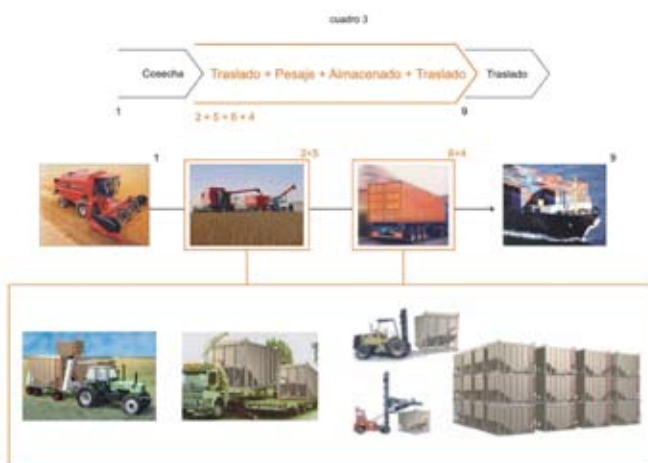 cuadro 3
Cosecha
Traslado + Pesaje + Almacenado + Traslado
Traslado
1
2 + 5 + 6 + 4
9
1
2+5
6+4
9